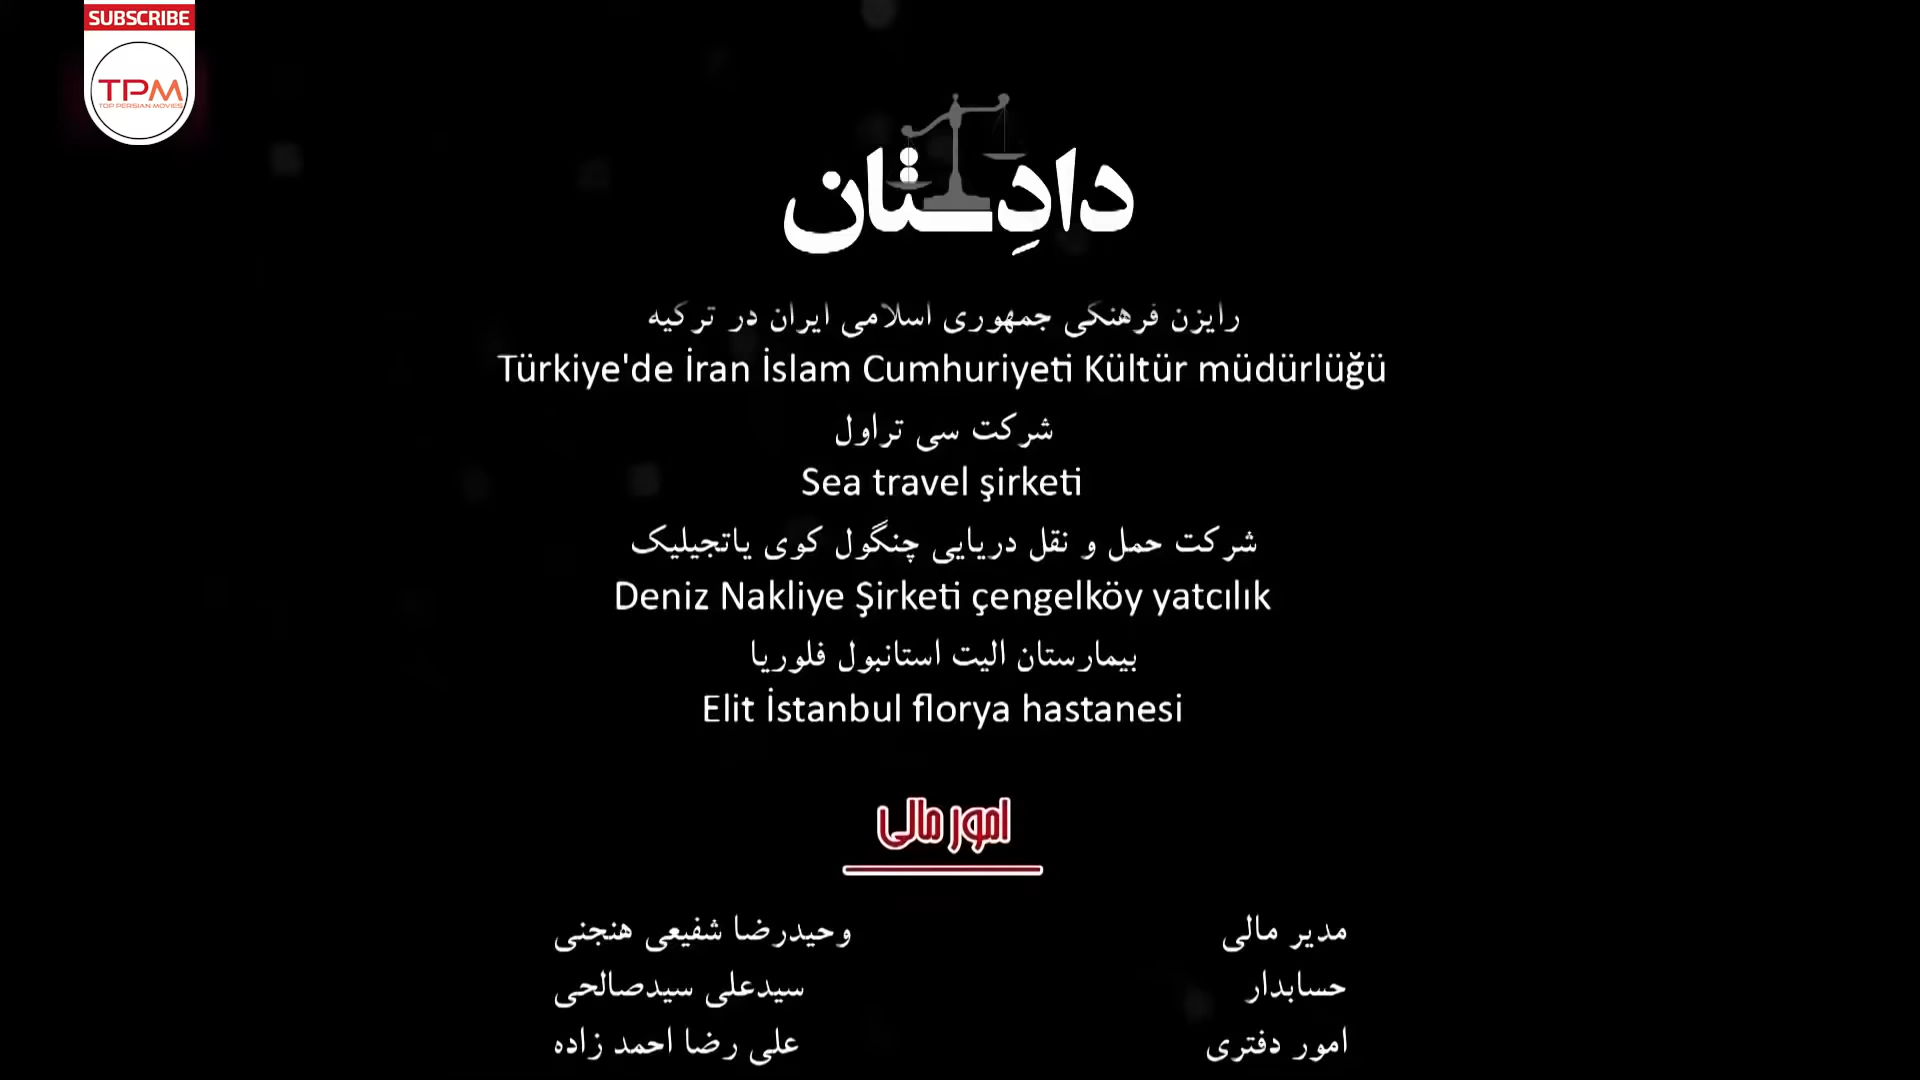 SUBSCRIBE
TPM
TOP PERSIAN MOVIES
دادِستان
رایزن فرهنگی جمهوری اسلامی ایران در ترکیه
Türkiye'de İran İslam Cumhuriyeti Kültür müdürlüğü
شرکت سی تراول
Sea travel şirketi
شرکت حمل و نقل دریایی چنگول کوی یاتجیلیک
Deniz Nakliye Şirketi çengelköy yatcılık
بیمارستان الیت استانبول فلوریا
Elit İstanbul florya hastanesi
امور مالی
مدیر مالی وحیدرضا شفیعی هنجنی
حسابدار سیدعلی سیدصالحی
امور دفتری علی رضا احمد زاده